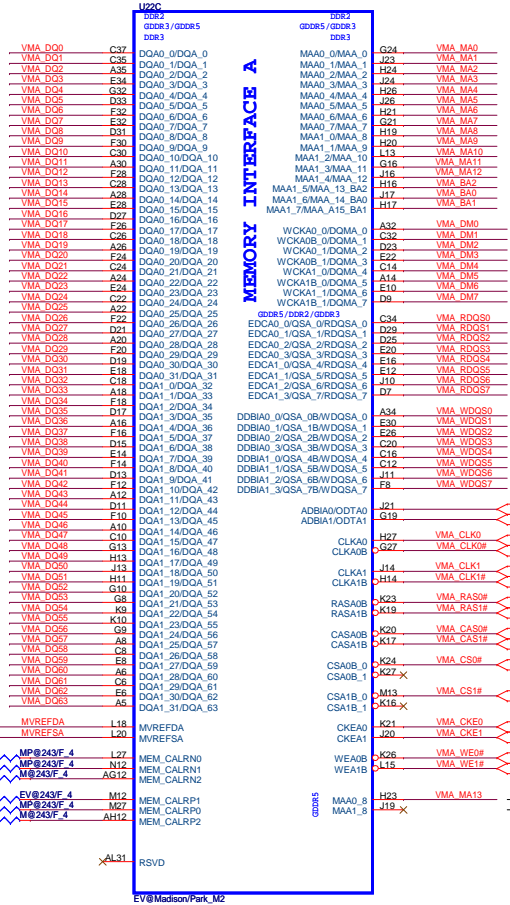 U22C
DDR2
GDDR3/GDDR5
DDR3
VMA_DQ0 C37 DQA0_0/DQA_0
VMA_DQ1 C35 DQA0_1/DQA_1
VMA_DQ2 A35 DQA0_2/DQA_2
VMA_DQ3 E34 DQA0_3/DQA_3
VMA_DQ4 G32 DQA0_4/DQA_4
VMA_DQ5 D33 DQA0_5/DQA_5
VMA_DQ6 F32 DQA0_6/DQA_6
VMA_DQ7 E32 DQA0_7/DQA_7
VMA_DQ8 D31 DQA0_8/DQA_8
VMA_DQ9 F30 DQA0_9/DQA_9
VMA_DQ10 C30 DQA0_10/DQA_10
VMA_DQ11 A30 DQA0_11/DQA_11
VMA_DQ12 F28 DQA0_12/DQA_12
VMA_DQ13 C28 DQA0_13/DQA_13
VMA_DQ14 A28 DQA0_14/DQA_14
VMA_DQ15 E28 DQA0_15/DQA_15
VMA_DQ16 D27 DQA0_16/DQA_16
VMA_DQ17 F26 DQA0_17/DQA_17
VMA_DQ18 C26 DQA0_18/DQA_18
VMA_DQ19 A26 DQA0_19/DQA_19
VMA_DQ20 F24 DQA0_20/DQA_20
VMA_DQ21 C24 DQA0_21/DQA_21
VMA_DQ22 A24 DQA0_22/DQA_22
VMA_DQ23 E24 DQA0_23/DQA_23
VMA_DQ24 C22 DQA0_24/DQA_24
VMA_DQ25 A22 DQA0_25/DQA_25
VMA_DQ26 F22 DQA0_26/DQA_26
VMA_DQ27 D21 DQA0_27/DQA_27
VMA_DQ28 A20 DQA0_28/DQA_28
VMA_DQ29 F20 DQA0_29/DQA_29
VMA_DQ30 D19 DQA0_30/DQA_30
VMA_DQ31 E18 DQA0_31/DQA_31
VMA_DQ32 C18 DQA1_0/DQA_32
VMA_DQ33 A18 DQA1_1/DQA_33
VMA_DQ34 F18 DQA1_2/DQA_34
VMA_DQ35 D17 DQA1_3/DQA_35
VMA_DQ36 A16 DQA1_4/DQA_36
VMA_DQ37 F16 DQA1_5/DQA_37
VMA_DQ38 D15 DQA1_6/DQA_38
VMA_DQ39 E14 DQA1_7/DQA_39
VMA_DQ40 F14 DQA1_8/DQA_40
VMA_DQ41 D13 DQA1_9/DQA_41
VMA_DQ42 F12 DQA1_10/DQA_42
VMA_DQ43 A12 DQA1_11/DQA_43
VMA_DQ44 D11 DQA1_12/DQA_44
VMA_DQ45 F10 DQA1_13/DQA_45
VMA_DQ46 A10 DQA1_14/DQA_46
VMA_DQ47 C10 DQA1_15/DQA_47
VMA_DQ48 G13 DQA1_16/DQA_48
VMA_DQ49 H13 DQA1_17/DQA_49
VMA_DQ50 J13 DQA1_18/DQA_50
VMA_DQ51 H11 DQA1_19/DQA_51
VMA_DQ52 G10 DQA1_20/DQA_52
VMA_DQ53 G8 DQA1_21/DQA_53
VMA_DQ54 K9 DQA1_22/DQA_54
VMA_DQ55 K10 DQA1_23/DQA_55
VMA_DQ56 G9 DQA1_24/DQA_56
VMA_DQ57 A8 DQA1_25/DQA_57
VMA_DQ58 C8 DQA1_26/DQA_58
VMA_DQ59 E8 DQA1_27/DQA_59
VMA_DQ60 A6 DQA1_28/DQA_60
VMA_DQ61 C6 DQA1_29/DQA_61
VMA_DQ62 E6 DQA1_30/DQA_62
VMA_DQ63 A5 DQA1_31/DQA_63
MVREFDA L18 MVREFDA
MVREFSA L20 MVREFSA
MP@243/F_4 L27 MEM_CALRN0
MP@243/F_4 N12 MEM_CALRN1
M@243/F_4 AG12 MEM_CALRN2
EV@243/F_4 M12 MEM_CALRP1
MP@243/F_4 M27 MEM_CALRP0
M@243/F_4 AH12 MEM_CALRP2
AL31 RSVD
MEMORY INTERFACE A
DDR2
GDDR5/GDDR3
DDR3
MAA0_0/MAA_0 G24 VMA_MA0
MAA0_1/MAA_1 J23 VMA_MA1
MAA0_2/MAA_2 H24 VMA_MA2
MAA0_3/MAA_3 J24 VMA_MA3
MAA0_4/MAA_4 H26 VMA_MA4
MAA0_5/MAA_5 J26 VMA_MA5
MAA0_6/MAA_6 H21 VMA_MA6
MAA0_7/MAA_7 G21 VMA_MA7
MAA1_0/MAA_8 H19 VMA_MA8
MAA1_1/MAA_9 H20 VMA_MA9
MAA1_2/MAA_10 L13 VMA_MA10
MAA1_3/MAA_11 G16 VMA_MA11
MAA1_4/MAA_12 J16 VMA_MA12
MAA1_5/MAA_13_BA2 H16 VMA_BA2
MAA1_6/MAA_14_BA0 J17 VMA_BA0
MAA1_7/MAA_A15_BA1 H17 VMA_BA1
WCKA0_0/DQMA_0 A32 VMA_DM0
WCKA0B_0/DQMA_1 C32 VMA_DM1
WCKA0_1/DQMA_2 D23 VMA_DM2
WCKA0B_1/DQMA_3 E22 VMA_DM3
WCKA1_0/DQMA_4 C14 VMA_DM4
WCKA1B_0/DQMA_5 A14 VMA_DM5
WCKA1_1/DQMA_6 E10 VMA_DM6
WCKA1B_1/DQMA_7 D9 VMA_DM7
GDDR5/DDR2/GDDR3
EDCA0_0/QSA_0/RDQSA_0 C34 VMA_RDQS0
EDCA0_1/QSA_1/RDQSA_1 D29 VMA_RDQS1
EDCA0_2/QSA_2/RDQSA_2 D25 VMA_RDQS2
EDCA0_3/QSA_3/RDQSA_3 E20 VMA_RDQS3
EDCA1_0/QSA_4/RDQSA_4 E16 VMA_RDQS4
EDCA1_1/QSA_5/RDQSA_5 E12 VMA_RDQS5
EDCA1_2/QSA_6/RDQSA_6 J10 VMA_RDQS6
EDCA1_3/QSA_7/RDQSA_7 D7 VMA_RDQS7
DDBIA0_0/QSA_0B/WDQSA_0 A34 VMA_WDQS0
DDBIA0_1/QSA_1B/WDQSA_1 E30 VMA_WDQS1
DDBIA0_2/QSA_2B/WDQSA_2 E26 VMA_WDQS2
DDBIA0_3/QSA_3B/WDQSA_3 C20 VMA_WDQS3
DDBIA1_0/QSA_4B/WDQSA_4 C16 VMA_WDQS4
DDBIA1_1/QSA_5B/WDQSA_5 C12 VMA_WDQS5
DDBIA1_2/QSA_6B/WDQSA_6 J11 VMA_WDQS6
DDBIA1_3/QSA_7B/WDQSA_7 F8 VMA_WDQS7
ADBIA0/ODTA0 J21
ADBIA1/ODTA1 G19
CLKA0 H27 VMA_CLK0
CLKA0B G27 VMA_CLK0#
CLKA1 J14 VMA_CLK1
CLKA1B H14 VMA_CLK1#
RASA0B K23 VMA_RAS0#
RASA1B K19 VMA_RAS1#
CASA0B K20 VMA_CAS0#
CASA1B K17 VMA_CAS1#
CSA0B_0 K24 VMA_CS0#
CSA0B_1 K27
CSA1B_0 M13 VMA_CS1#
CSA1B_1 K16
CKEA0 K21 VMA_CKE0
CKEA1 J20 VMA_CKE1
WEA0B K26 VMA_WE0#
WEA1B L15 VMA_WE1#
GDDR5
MAA0_8 H23 VMA_MA13
MAA1_8 J19
EV@Madison/Park_M2